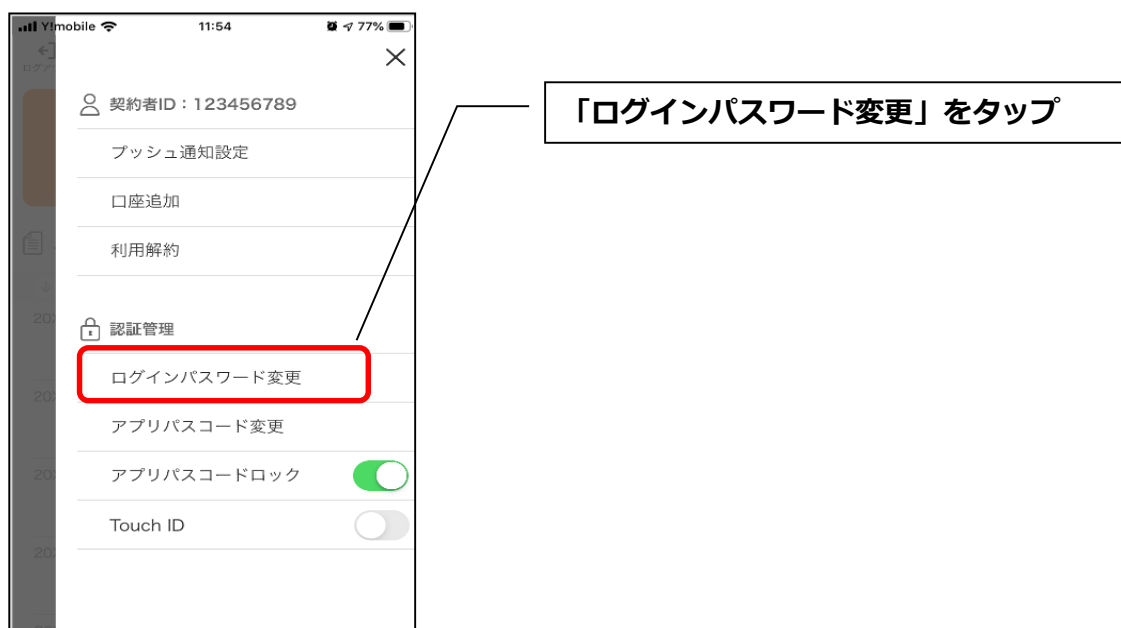 Y!mobile 11:54 77%
契約者ID：123456789
プッシュ通知設定
口座追加
利用解約
認証管理
ログインパスワード変更
アプリパスコード変更
アプリパスコードロック
Touch ID
「ログインパスワード変更」をタップ